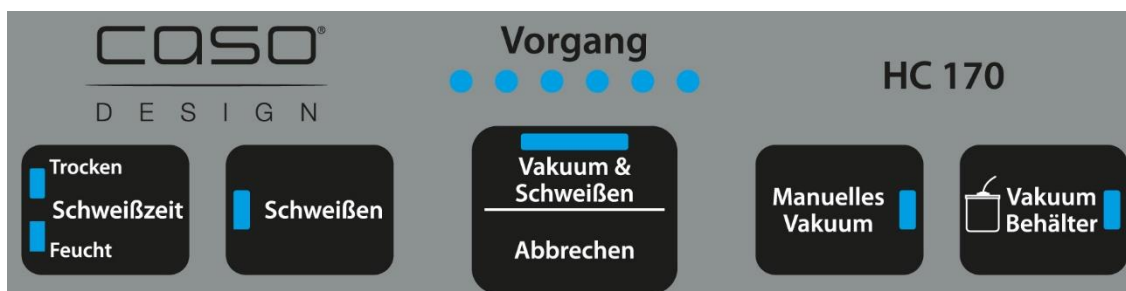 caso®
DESIGN
Vorgang
HC 170
Trocken
Schweißzeit
Feucht
Schweißen
Vakuum &
Schweißen
Abbrechen
Manuelles
Vakuum
Vakuum
Behälter